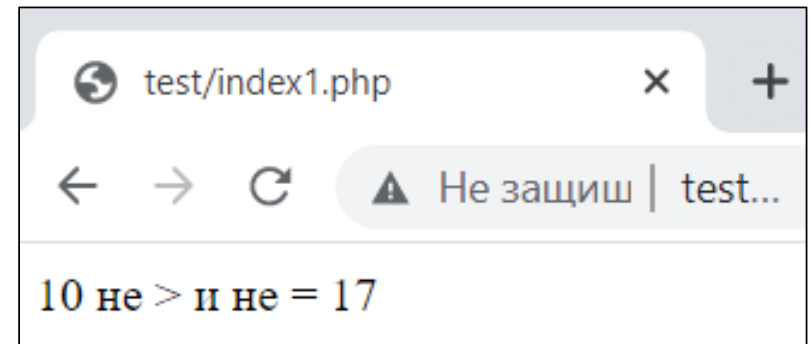 test/index1.php
Не защищ | test...
10 не > и не = 17